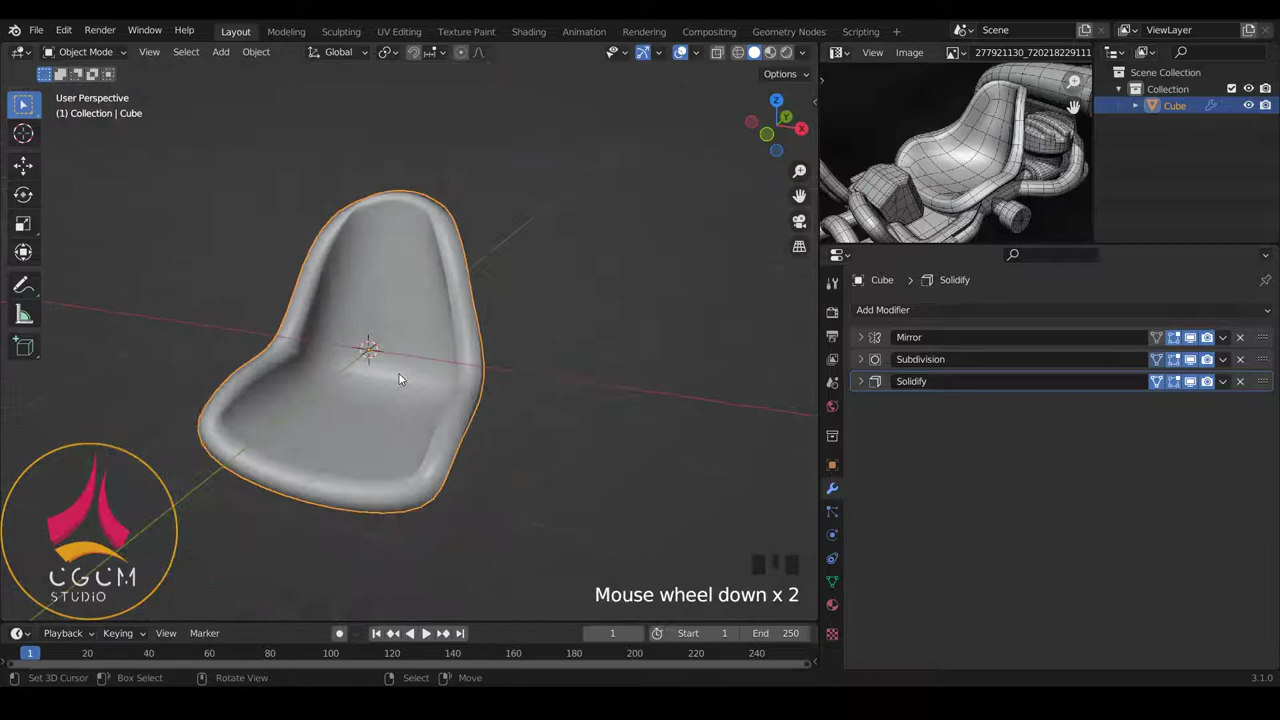 File Edit Render Window Help Layout Modeling Sculpting UV Editing Texture Paint Shading Animation Rendering Compositing Geometry Nodes Scripting + Scene ViewLayer
Object Mode View Select Add Object Global View Image 277921130_720218229111
Options
Scene Collection
Collection
Cube
User Perspective
(1) Collection | Cube
Z
Y
X
Cube > Solidify
Add Modifier
Mirror
Subdivision
Solidify
CGCM
STUDIO
Mouse wheel down x 2
Playback Keying View Marker 1 Start 1 End 250
1 20 40 60 80 100 120 140 160 180 200 220 240
Set 3D Cursor Box Select Rotate View Select Move 3.1.0